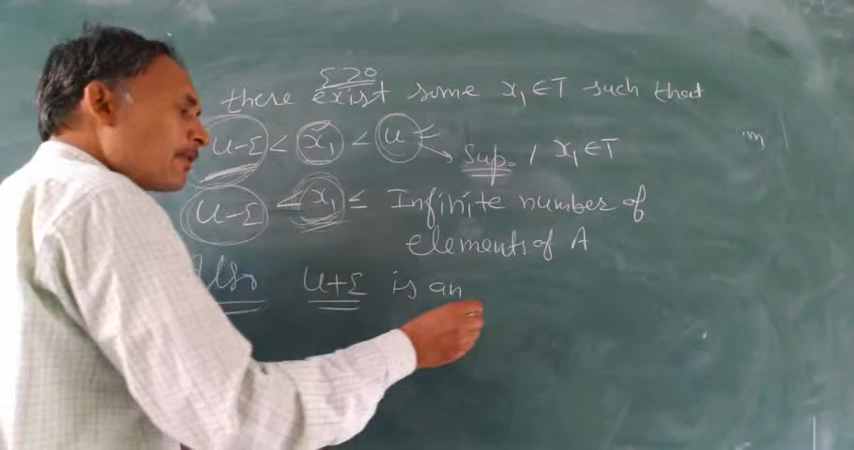 Σ>0
there exist some x₁∈T such that
u-Σ < x₁ < u Sup. / x₁∈T
u-Σ < x₁ ≤ Infinite number of
elements of A
Also u+Σ is an